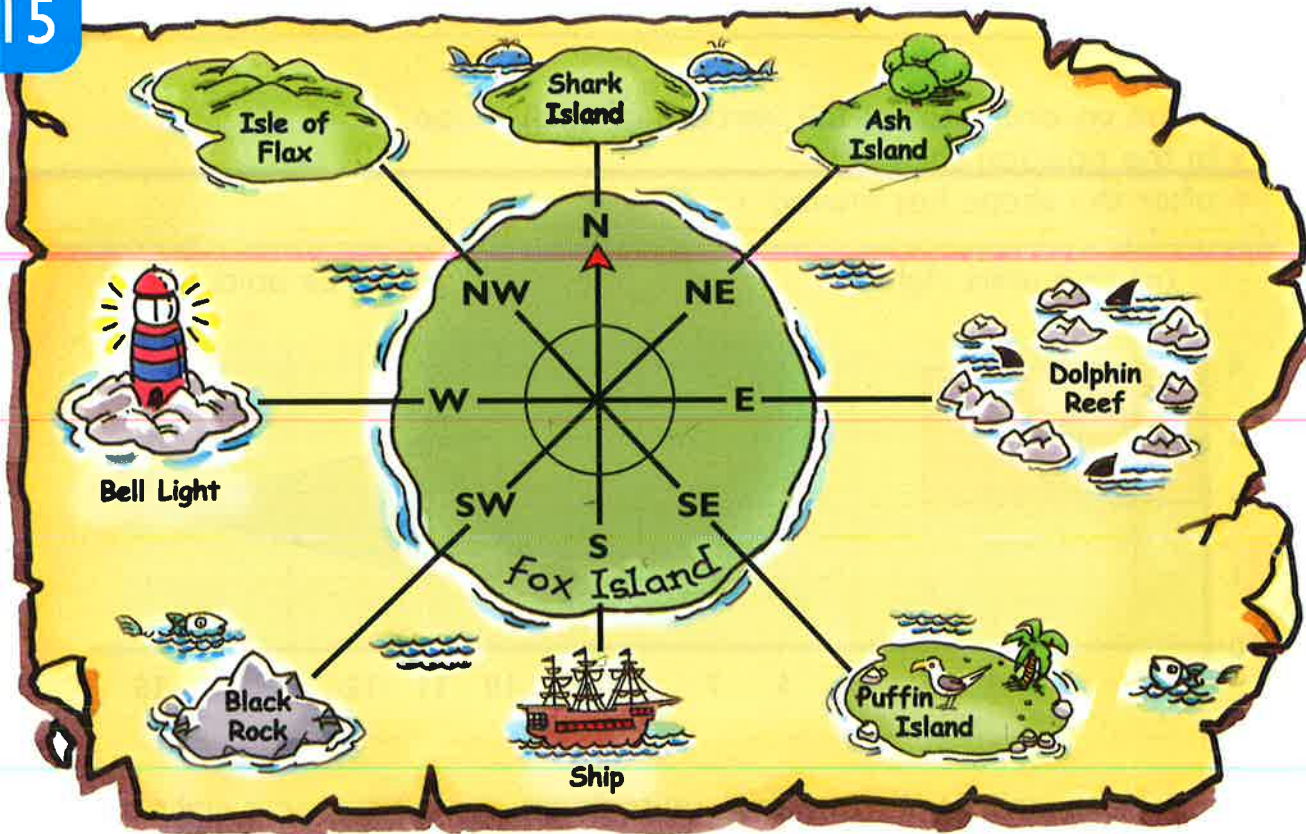 15
Isle of
Flax
Shark
Island
Ash
Island
N
NW
NE
W
E
Dolphin
Reef
Bell Light
SW
SE
S
Fox Island
Black
Rock
Ship
Puffin
Island